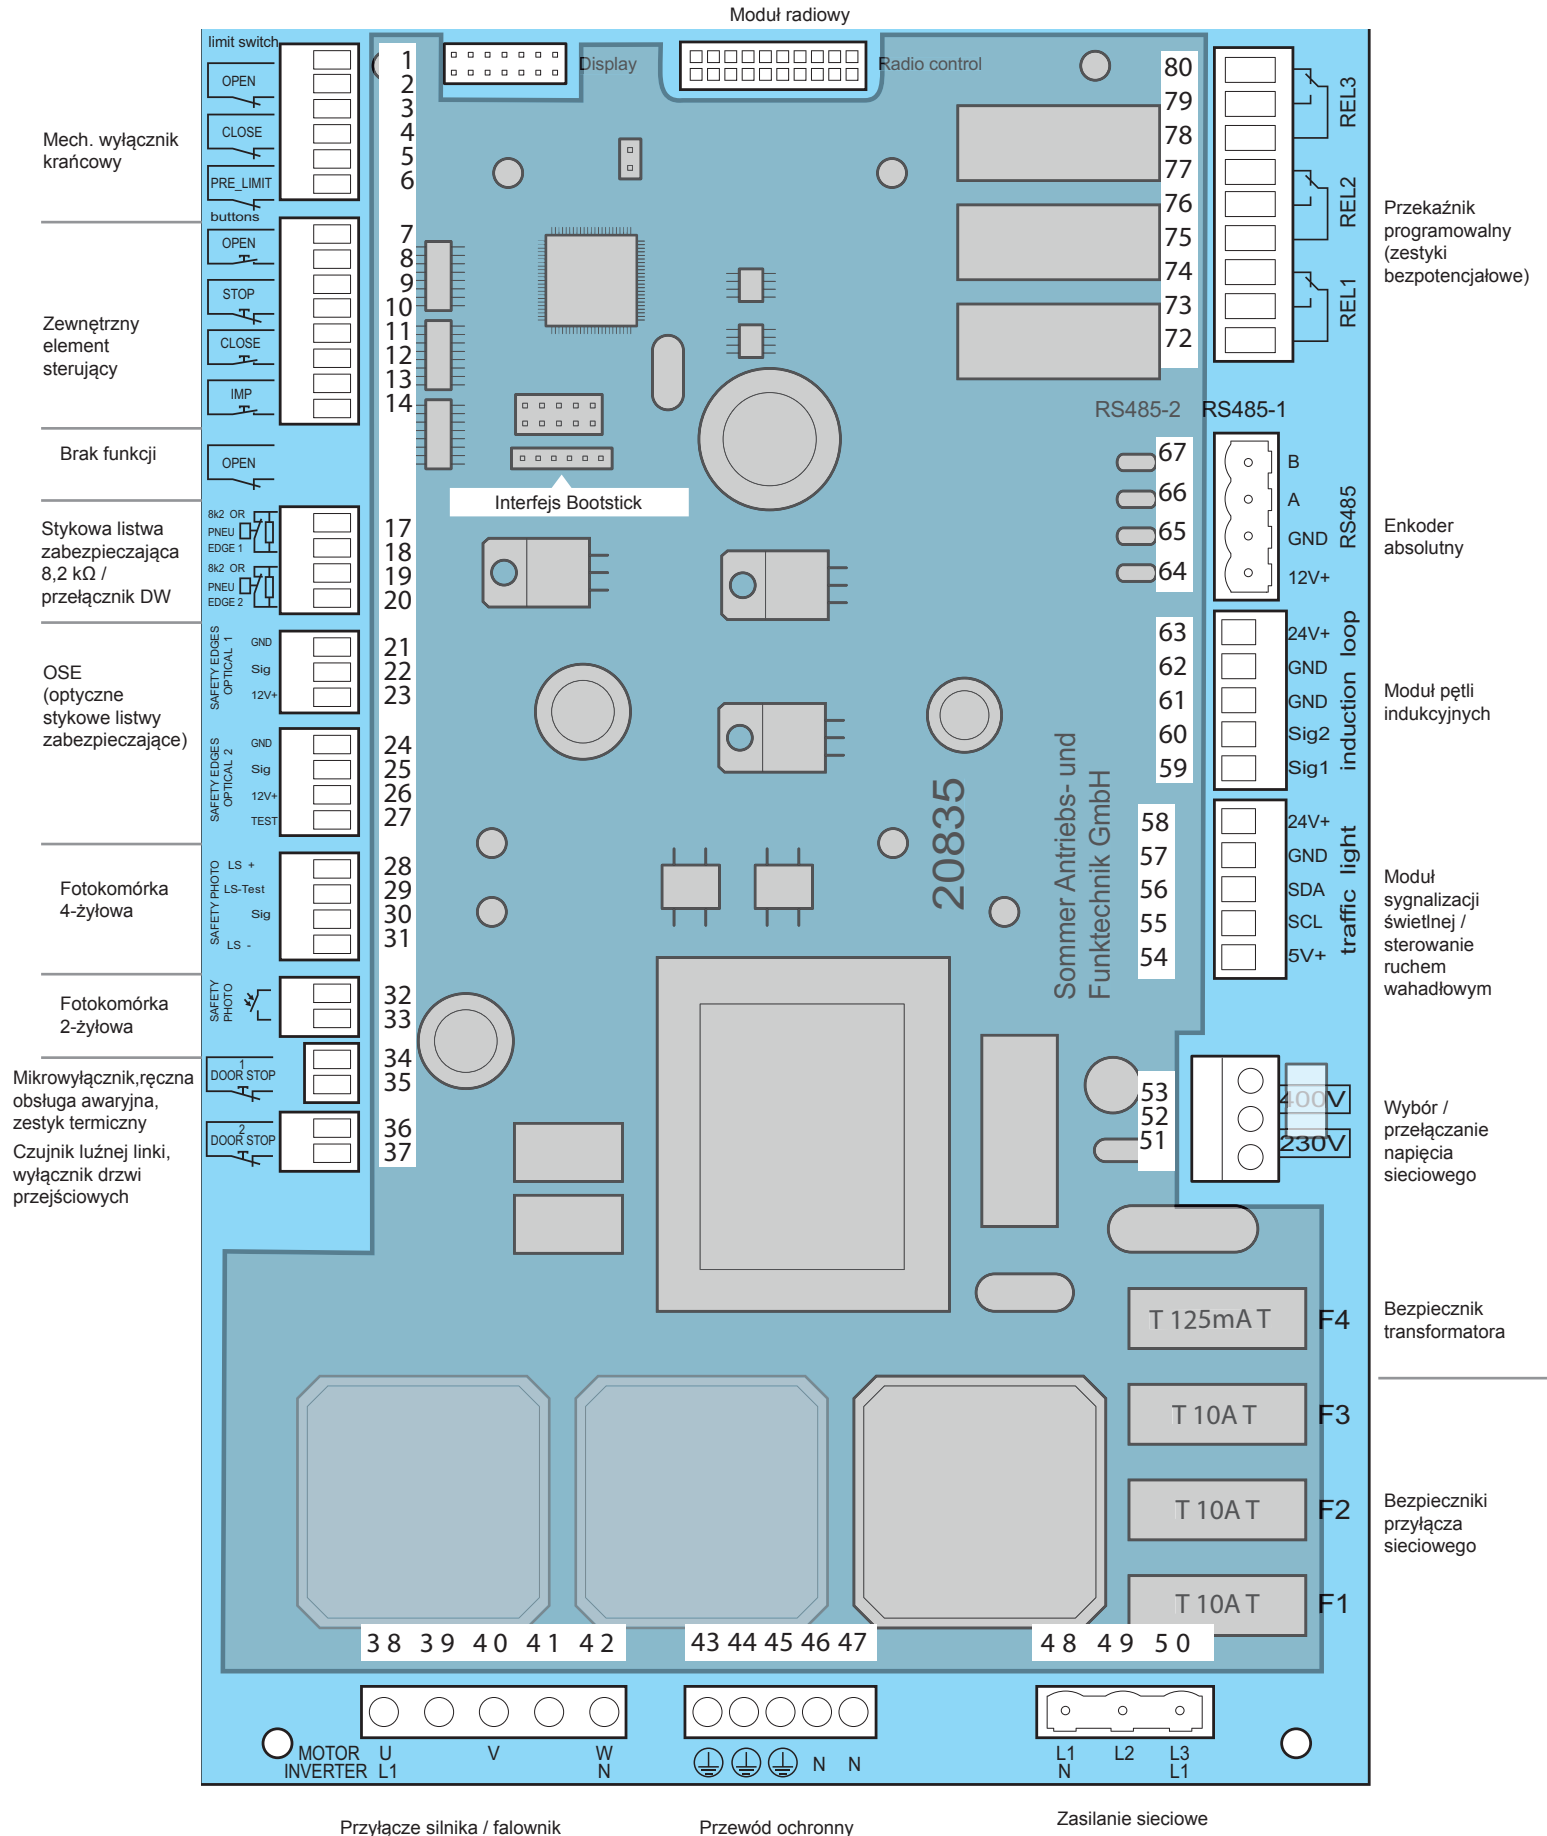 Moduł radiowy
limit switch
OPEN
CLOSE
PRE_LIMIT
Mech. wyłącznik
krańcowy
1
2
3
4
5
6
Display
Radio control
80
79
78
77
76
75
74
73
72
REL3
REL2
REL1
Przekaźnik
programowalny
(zestyki
bezpotencjałowe)
buttons
OPEN
STOP
CLOSE
IMP
Zewnętrzny
element
sterujący
7
8
9
10
11
12
13
14
Brak funkcji
OPEN
Interfejs Bootstick
RS485-2
RS485-1
67
66
65
64
B
A
GND
12V+
RS485
Enkoder
absolutny
Stykowa listwa
zabezpieczająca
8,2 kΩ /
przełącznik DW
8k2 OR
PNEU
EDGE 1
8k2 OR
PNEU
EDGE 2
17
18
19
20
OSE
(optyczne
stykowe listwy
zabezpieczające)
SAFETY EDGES
OPTICAL 1
GND
Sig
12V+
21
22
23
SAFETY EDGES
OPTICAL 2
GND
Sig
12V+
TEST
24
25
26
27
63
62
61
60
59
24V+
GND
GND
Sig2
Sig1
induction loop
Moduł pętli
indukcyjnych
20835
Sommer Antriebs- und
Funktechnik GmbH
58
57
56
55
54
24V+
GND
SDA
SCL
5V+
traffic light
Moduł
sygnalizacji
świetlnej /
sterowanie
ruchem
wahadłowym
Fotokomórka
4-żyłowa
SAFETY PHOTO
LS +
LS-Test
Sig
LS -
28
29
30
31
Fotokomórka
2-żyłowa
SAFETY
PHOTO
32
33
Mikrowyłącznik,ręczna
obsługa awaryjna,
zestyk termiczny
1
DOOR STOP
34
35
Czujnik luźnej linki,
wyłącznik drzwi
przejściowych
2
DOOR STOP
36
37
53
52
51
400V
230V
Wybór /
przełączanie
napięcia
sieciowego
T 125mA T
F4
Bezpiecznik
transformatora
T 10A T
F3
T 10A T
F2
T 10A T
F1
Bezpieczniki
przyłącza
sieciowego
38 39 40 41 42
43 44 45 46 47
48 49 50
MOTOR U V W
INVERTER L1 N
N N
L1 L2 L3
N L1
Przyłącze silnika / falownik
Przewód ochronny
Zasilanie sieciowe